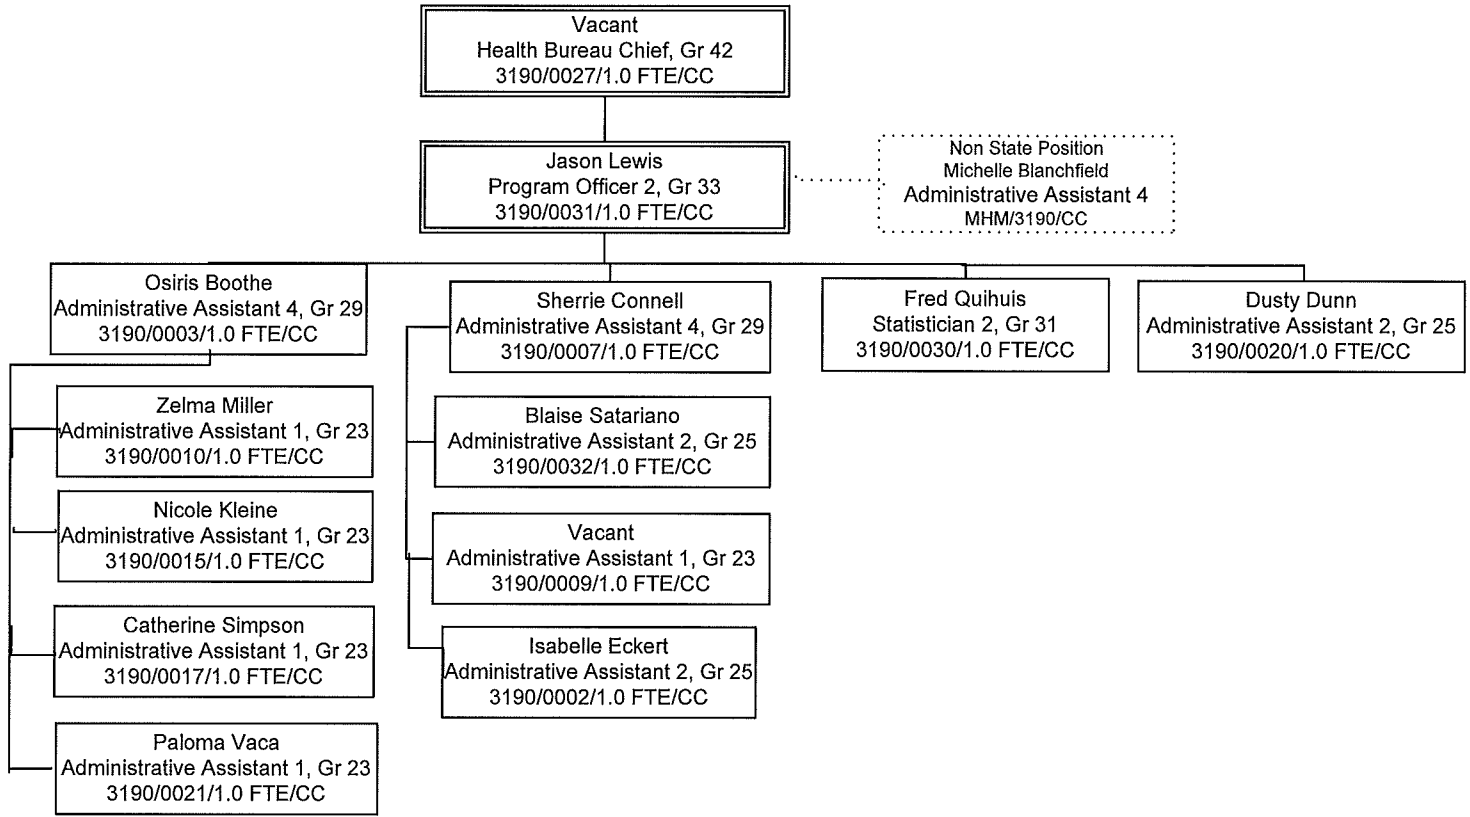 Vacant
Health Bureau Chief, Gr 42
3190/0027/1.0 FTE/CC
Jason Lewis
Program Officer 2, Gr 33
3190/0031/1.0 FTE/CC
Non State Position
Michelle Blanchfield
Administrative Assistant 4
MHM/3190/CC
Osiris Boothe
Administrative Assistant 4, Gr 29
3190/0003/1.0 FTE/CC
Zelma Miller
Administrative Assistant 1, Gr 23
3190/0010/1.0 FTE/CC
Nicole Kleine
Administrative Assistant 1, Gr 23
3190/0015/1.0 FTE/CC
Catherine Simpson
Administrative Assistant 1, Gr 23
3190/0017/1.0 FTE/CC
Paloma Vaca
Administrative Assistant 1, Gr 23
3190/0021/1.0 FTE/CC
Sherrie Connell
Administrative Assistant 4, Gr 29
3190/0007/1.0 FTE/CC
Blaise Satariano
Administrative Assistant 2, Gr 25
3190/0032/1.0 FTE/CC
Vacant
Administrative Assistant 1, Gr 23
3190/0009/1.0 FTE/CC
Isabelle Eckert
Administrative Assistant 2, Gr 25
3190/0002/1.0 FTE/CC
Fred Quihuis
Statistician 2, Gr 31
3190/0030/1.0 FTE/CC
Dusty Dunn
Administrative Assistant 2, Gr 25
3190/0020/1.0 FTE/CC